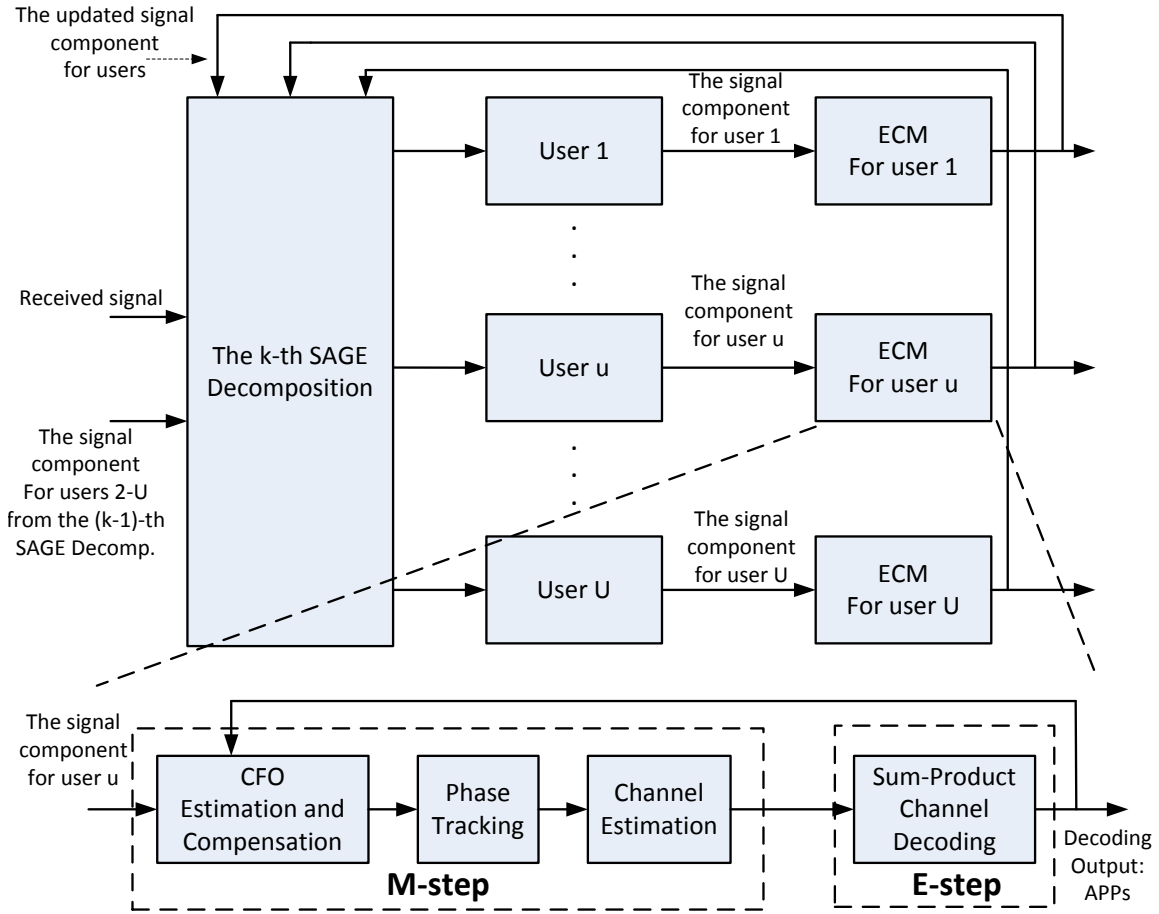 The updated signal
component
for users
The signal
component
for user 1
User 1
ECM
For user 1
Received signal
The k-th SAGE
Decomposition
The signal
component
for user u
User u
ECM
For user u
The signal
component
For users 2-U
from the (k-1)-th
SAGE Decomp.
The signal
component
for user U
User U
ECM
For user U
The signal
component
for user u
CFO
Estimation and
Compensation
Phase
Tracking
Channel
Estimation
M-step
Sum-Product
Channel
Decoding
E-step
Decoding
Output:
APPs